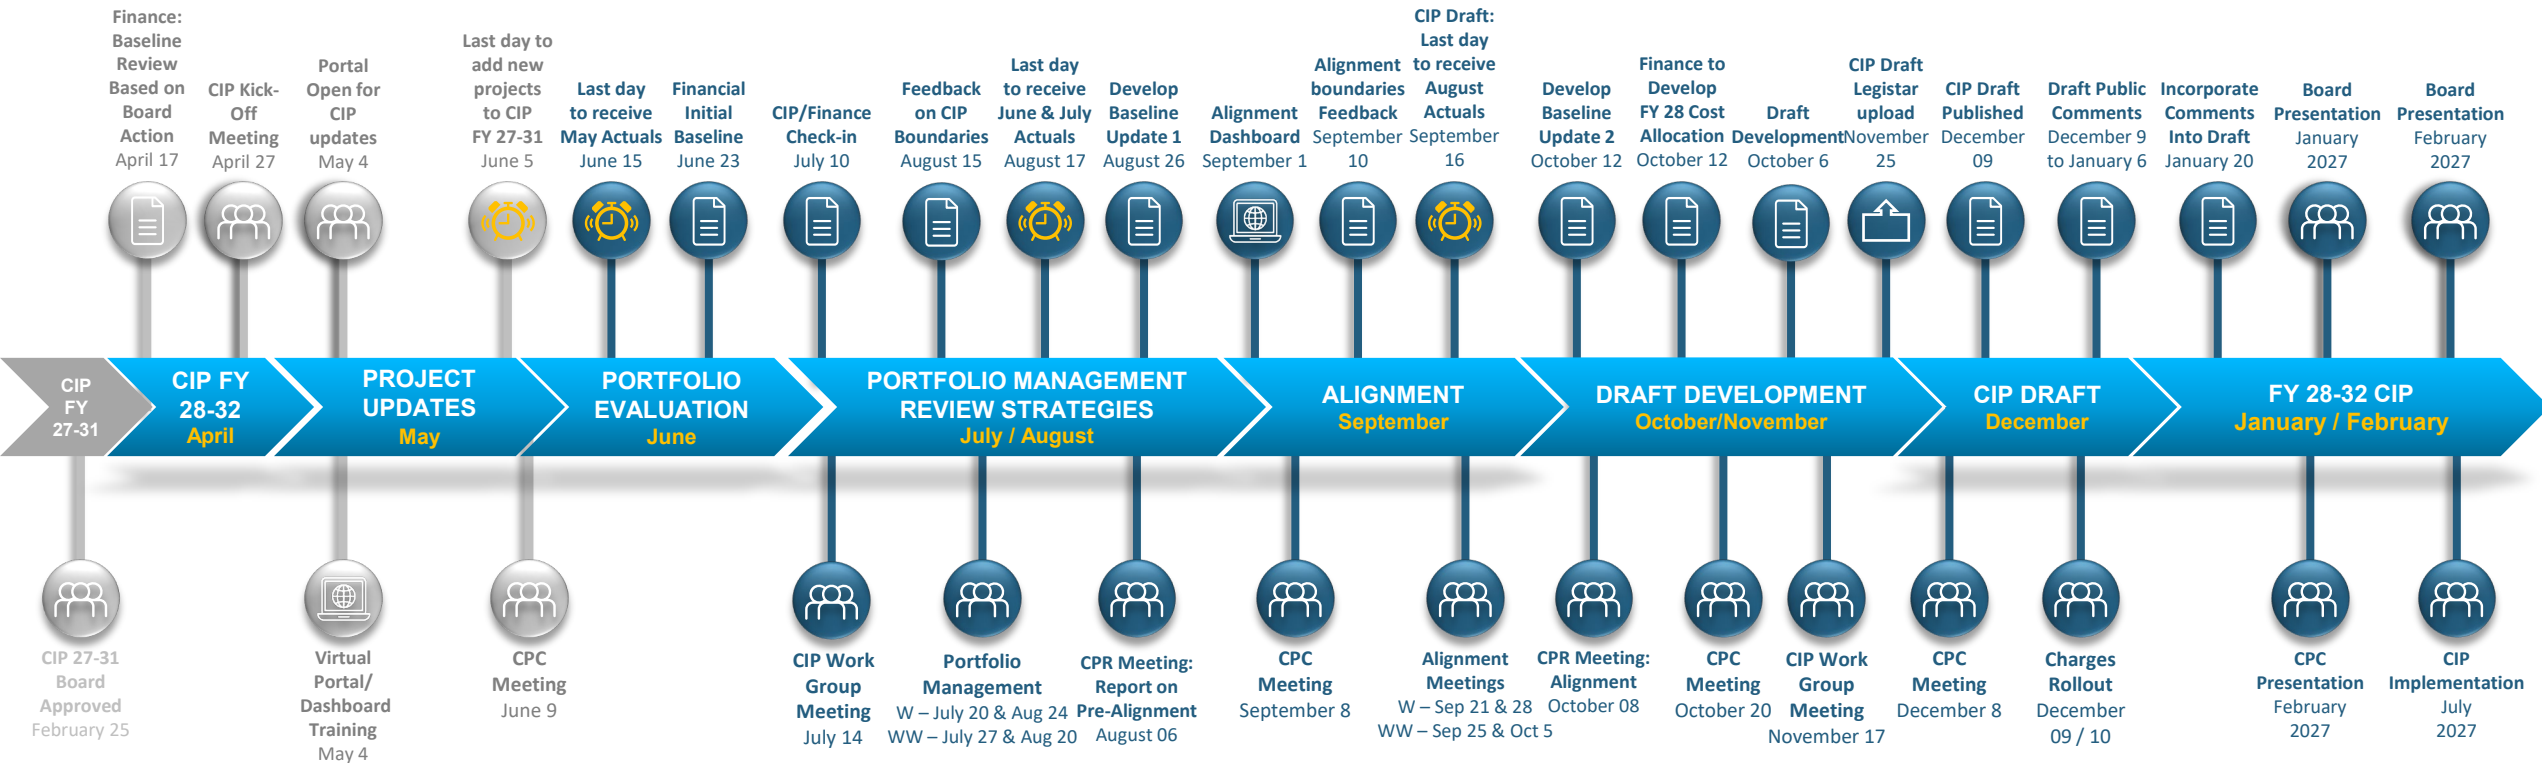 Finance:
Baseline
Review
Based on
Board
Action
April 17
CIP Kick-
Off
Meeting
April 27
Portal
Open for
CIP
updates
May 4
Last day to
add new
projects
to CIP
FY 27-31
June 5
Last day
to receive
May Actuals
June 15
Financial
Initial
Baseline
June 23
CIP/Finance
Check-in
July 10
Feedback
on CIP
Boundaries
August 15
Last day
to receive
June & July
Actuals
August 17
Develop
Baseline
Update 1
August 26
Alignment
Dashboard
September 1
Alignment
boundaries
Feedback
September
10
CIP Draft:
Last day
to receive
August
Actuals
September
16
Develop
Baseline
Update 2
October 12
Finance to
Develop
FY 28 Cost
Allocation
October 12
Draft
Development
October 6
CIP Draft
Legistar
upload
November
25
CIP Draft
Published
December
09
Draft Public
Comments
December 9
to January 6
Incorporate
Comments
Into Draft
January 20
Board
Presentation
January
2027
Board
Presentation
February
2027
CIP
FY
27-31
CIP FY
28-32
April
PROJECT
UPDATES
May
PORTFOLIO
EVALUATION
June
PORTFOLIO MANAGEMENT
REVIEW STRATEGIES
July / August
ALIGNMENT
September
DRAFT DEVELOPMENT
October/November
CIP DRAFT
December
FY 28-32 CIP
January / February
CIP 27-31
Board
Approved
February 25
Virtual
Portal/
Dashboard
Training
May 4
CPC
Meeting
June 9
CIP Work
Group
Meeting
July 14
Portfolio
Management
W – July 20 & Aug 24
WW – July 27 & Aug 20
CPR Meeting:
Report on
Pre-Alignment
August 06
CPC
Meeting
September 8
Alignment
Meetings
W – Sep 21 & 28
WW – Sep 25 & Oct 5
CPR Meeting:
Alignment
October 08
CPC
Meeting
October 20
CIP Work
Group
Meeting
November 17
CPC
Meeting
December 8
Charges
Rollout
December
09 / 10
CPC
Presentation
February
2027
CIP
Implementation
July
2027